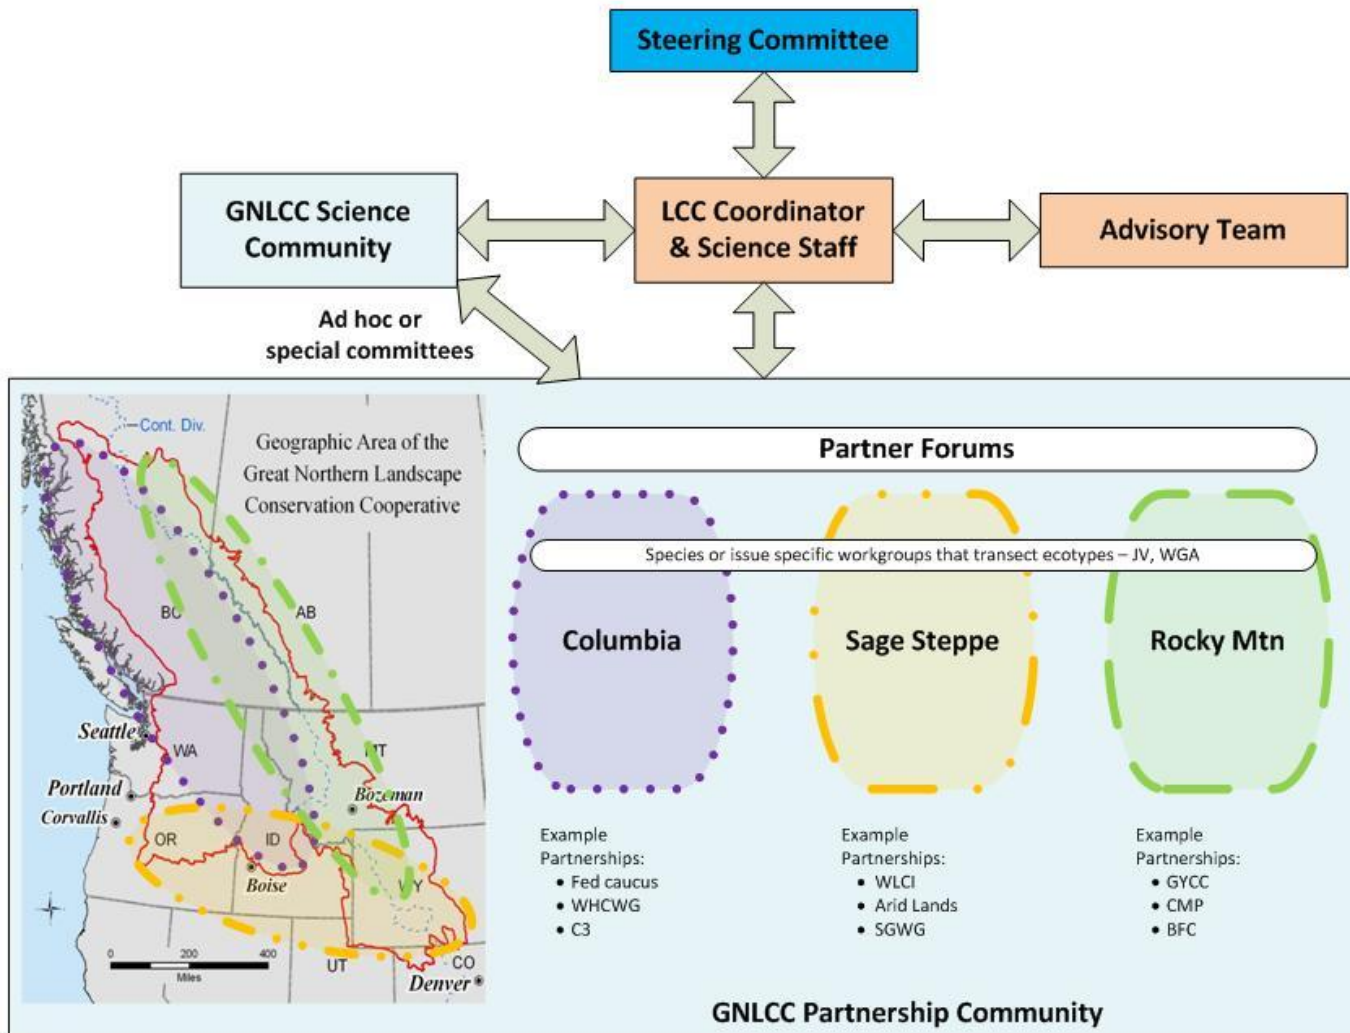 Steering Committee
GNLCC Science
Community
LCC Coordinator
& Science Staff
Advisory Team
Ad hoc or
special committees
Cont. Div.
Geographic Area of the
Great Northern Landscape
Conservation Cooperative
BC
AB
Seattle
WA
MT
Portland
Bozeman
Corvallis
OR
ID
Boise
WY
0 200 400
Miles
UT
CO
Denver
Partner Forums
Species or issue specific workgroups that transect ecotypes – JV, WGA
Columbia
Sage Steppe
Rocky Mtn
Example
Partnerships:
• Fed caucus
• WHCWG
• C3
Example
Partnerships:
• WLCI
• Arid Lands
• SGWG
Example
Partnerships:
• GYCC
• CMP
• BFC
GNLCC Partnership Community